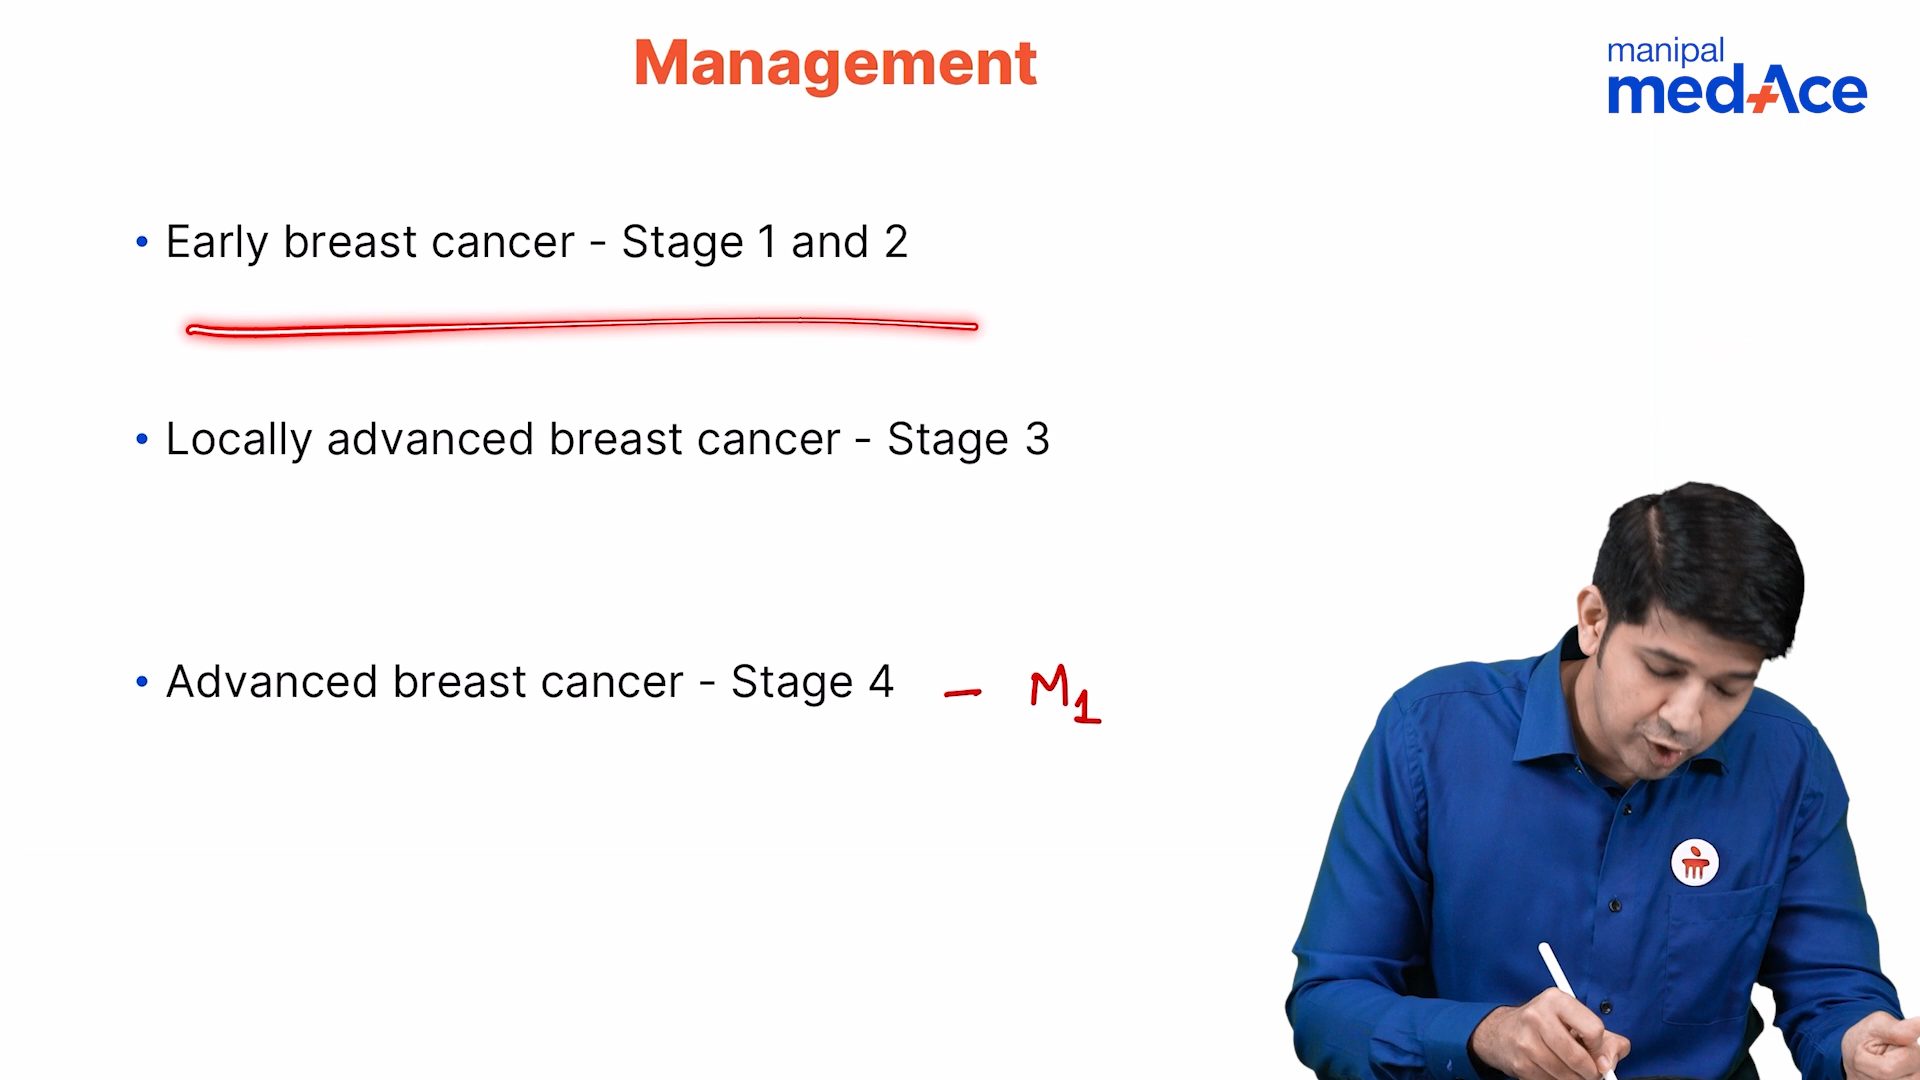 Management
manipal
medAce
• Early breast cancer - Stage 1 and 2
• Locally advanced breast cancer - Stage 3
• Advanced breast cancer - Stage 4 - M1